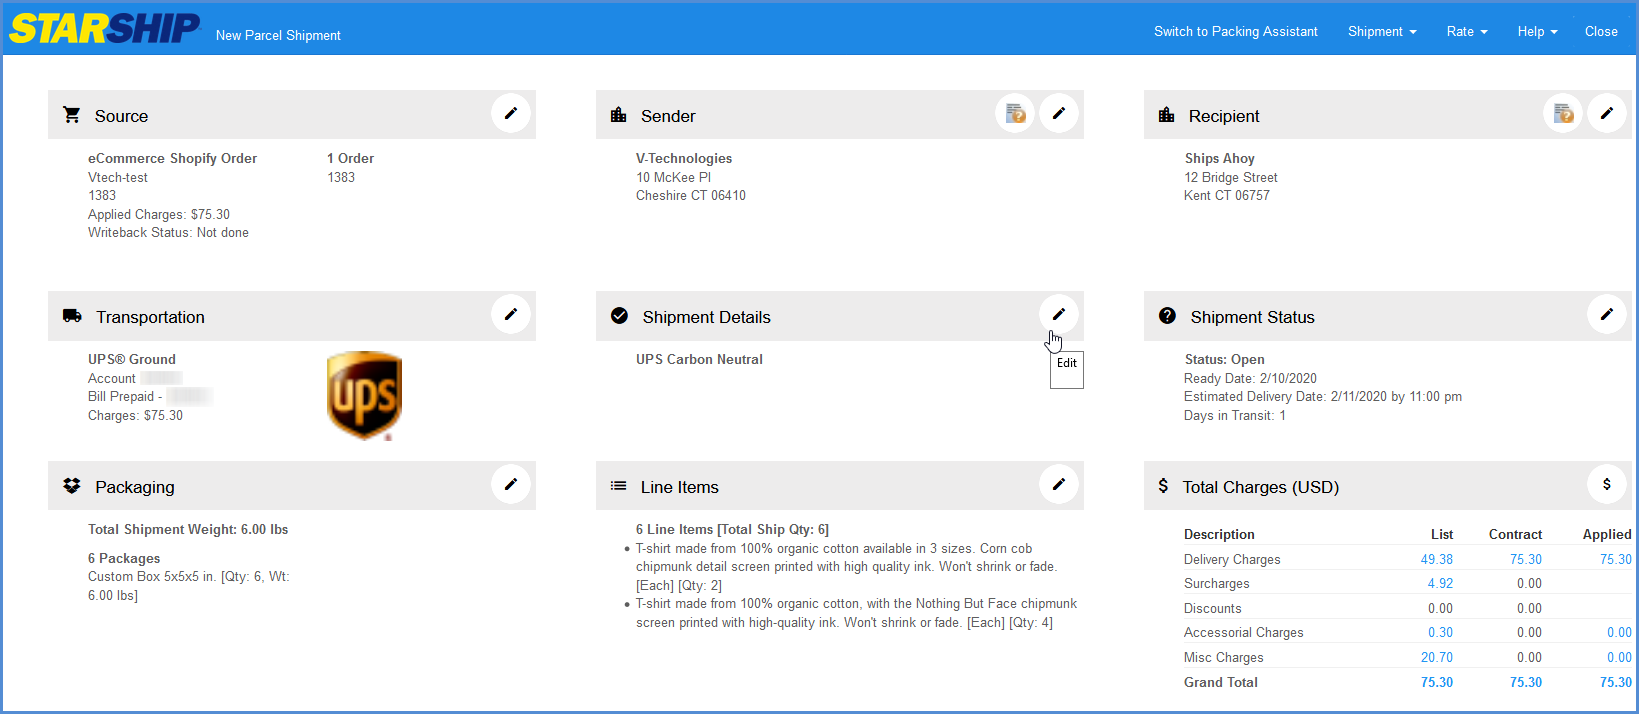 STARSHIP New Parcel Shipment Switch to Packing Assistant Shipment Rate Help Close
Source
eCommerce Shopify Order 1 Order
Vtech-test 1383
1383
Applied Charges: $75.30
Writeback Status: Not done
Sender
V-Technologies
10 McKee Pl
Cheshire CT 06410
Recipient
Ships Ahoy
12 Bridge Street
Kent CT 06757
Transportation
UPS® Ground
Account
Bill Prepaid -
Charges: $75.30
ups
Shipment Details
UPS Carbon Neutral
Edit
Shipment Status
Status: Open
Ready Date: 2/10/2020
Estimated Delivery Date: 2/11/2020 by 11:00 pm
Days in Transit: 1
Packaging
Total Shipment Weight: 6.00 lbs
6 Packages
Custom Box 5x5x5 in. [Qty: 6, Wt:
6.00 lbs]
Line Items
6 Line Items [Total Ship Qty: 6]
• T-shirt made from 100% organic cotton available in 3 sizes. Corn cob
chipmunk detail screen printed with high quality ink. Won't shrink or fade.
[Each] [Qty: 2]
• T-shirt made from 100% organic cotton, with the Nothing But Face chipmunk
screen printed with high-quality ink. Won't shrink or fade. [Each] [Qty: 4]
$ Total Charges (USD) $
Description List Contract Applied
Delivery Charges 49.38 75.30 75.30
Surcharges 4.92 0.00
Discounts 0.00 0.00
Accessorial Charges 0.30 0.00 0.00
Misc Charges 20.70 0.00 0.00
Grand Total 75.30 75.30 75.30